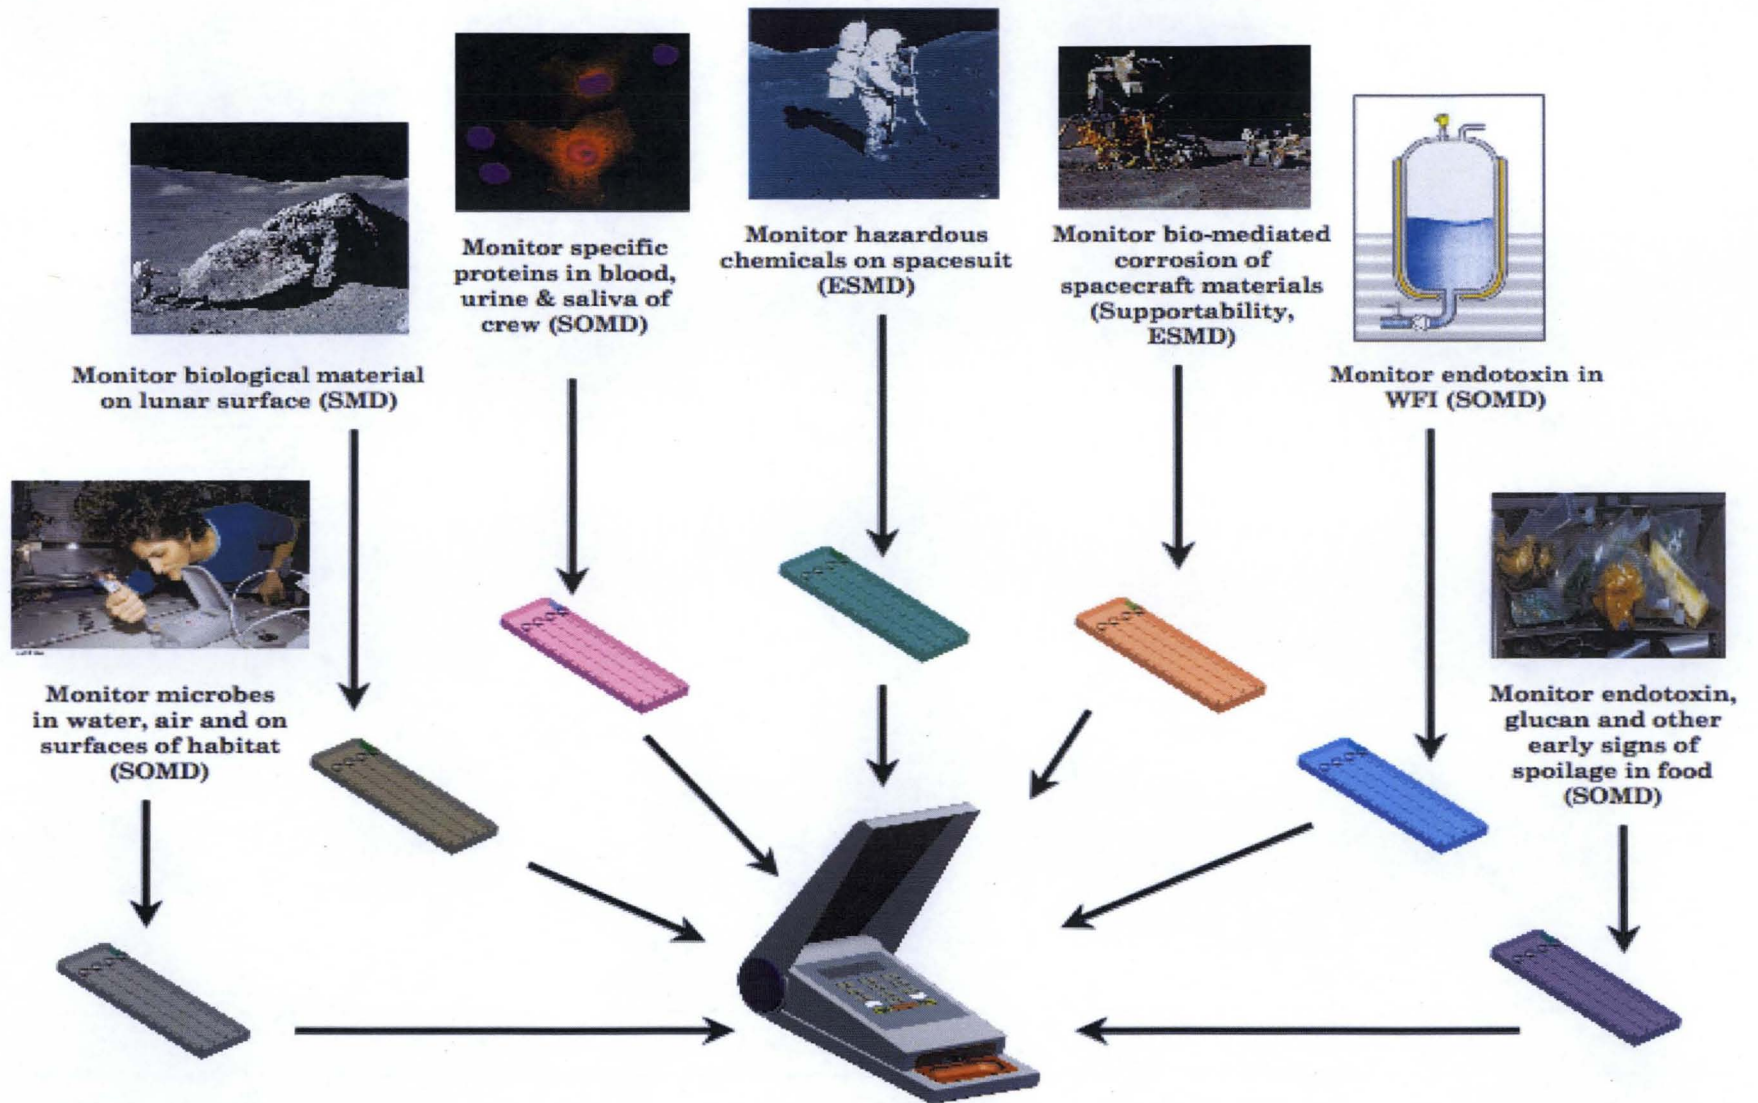 Monitor specific
proteins in blood,
urine & saliva of
crew (SOMD)
Monitor hazardous
chemicals on spacesuit
(ESMD)
Monitor bio-mediated
corrosion of
spacecraft materials
(Supportability,
ESMD)
Monitor biological material
on lunar surface (SMD)
Monitor endotoxin in
WFI (SOMD)
Monitor microbes
in water, air and on
surfaces of habitat
(SOMD)
Monitor endotoxin,
glucan and other
early signs of
spoilage in food
(SOMD)